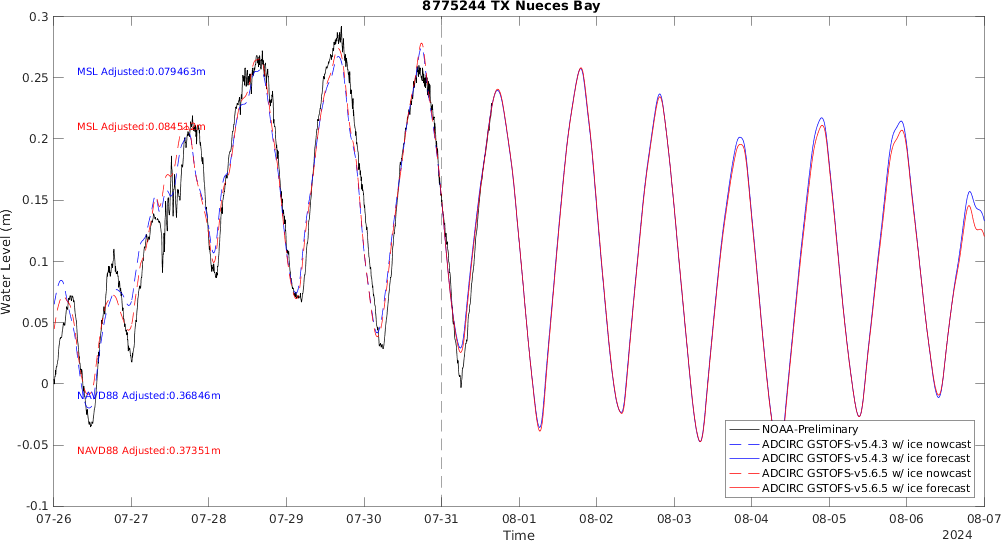 8775244 TX Nueces Bay
Water Level (m)
0.3
0.25
0.2
0.15
0.1
0.05
0
-0.05
-0.1
MSL Adjusted:0.079463m
NAVD88 Adjusted:0.36846m
NAVD88 Adjusted:0.37351m
MSL Adjusted:
NOAA-Preliminary
ADCIRC GSTOFS-v5.4.3 w/ ice nowcast
ADCIRC GSTOFS-v5.4.3 w/ ice forecast
ADCIRC GSTOFS-v5.6.5 w/ ice nowcast
ADCIRC GSTOFS-v5.6.5 w/ ice forecast
07-26 07-27 07-28 07-29 07-30 07-31 08-01 08-02 08-03 08-04 08-05 08-06 08-07
Time
2024